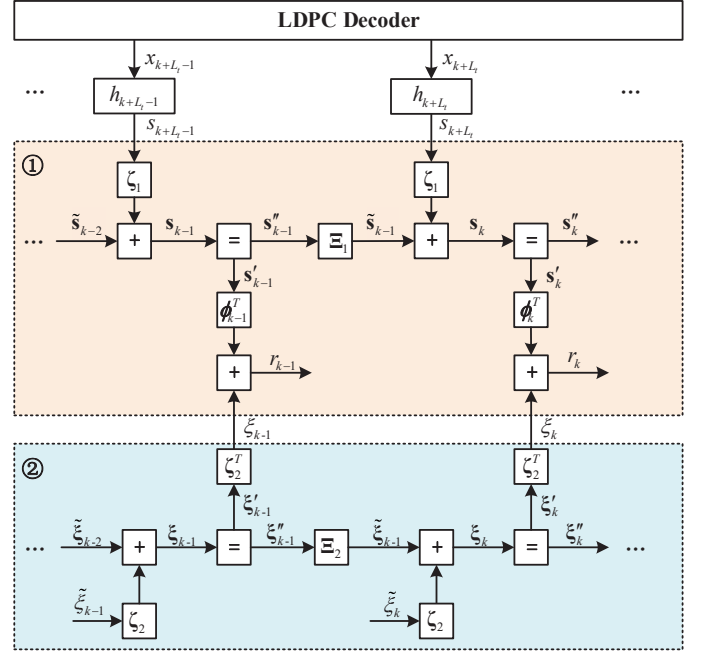 LDPC Decoder
x_{k+L_t-1} x_{k+L_t}
... h_{k+L_t-1} h_{k+L_t} ...
s_{k+L_t-1} s_{k+L_t}
①
ζ_1 ζ_1
... s̃_{k-2} + s_{k-1} = s″_{k-1} Ξ_1 s̃_{k-1} + s_k = s″_k ...
s′_{k-1} s′_k
ϕ^T_{k-1} ϕ^T_k
+ r_{k-1} + r_k
ξ_{k-1} ξ_k
②
ζ^T_2 ζ^T_2
ξ′_{k-1} ξ′_k
... ξ̃_{k-2} + ξ_{k-1} = ξ″_{k-1} Ξ_2 ξ̃_{k-1} + ξ_k = ξ″_k ...
ξ̃_{k-1} ζ_2 ξ̃_k ζ_2